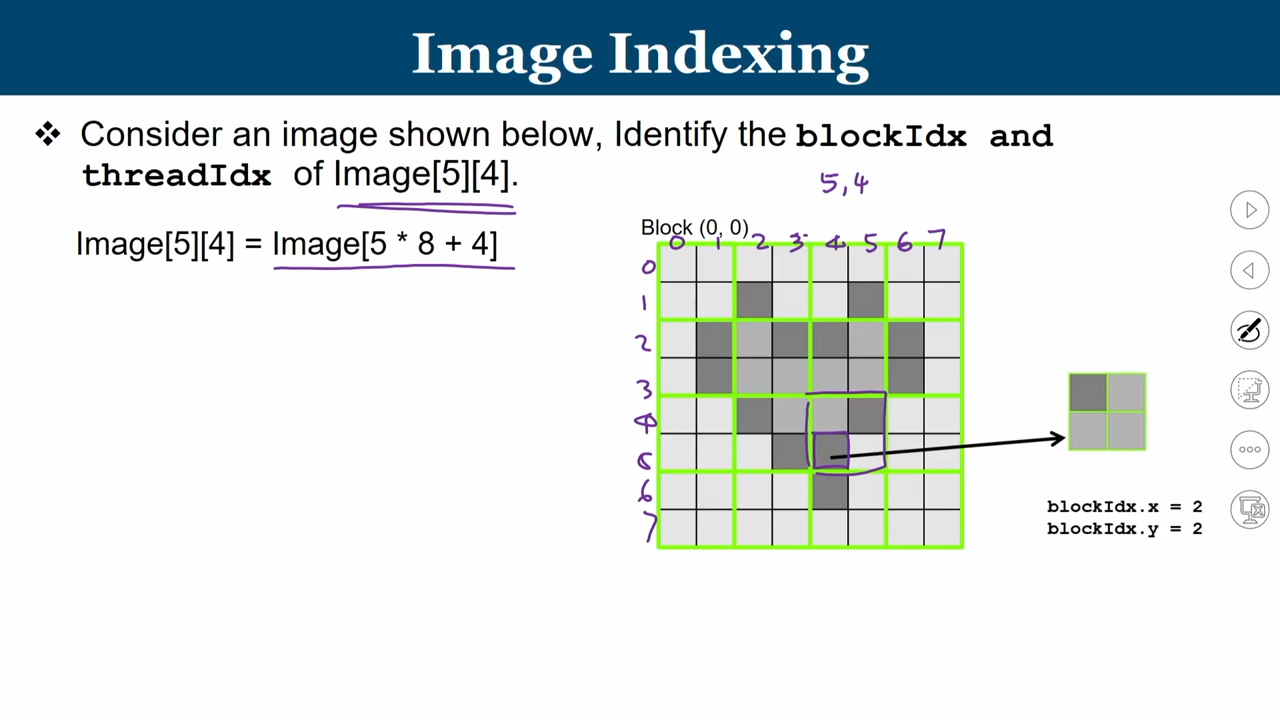 Image Indexing
❖ Consider an image shown below, Identify the blockIdx and
threadIdx of Image[5][4].
5,4
Image[5][4] = Image[5 * 8 + 4]
Block (0, 0)
0 1 2 3 4 5 6 7
0
1
2
3
4
5
6
7
blockIdx.x = 2
blockIdx.y = 2